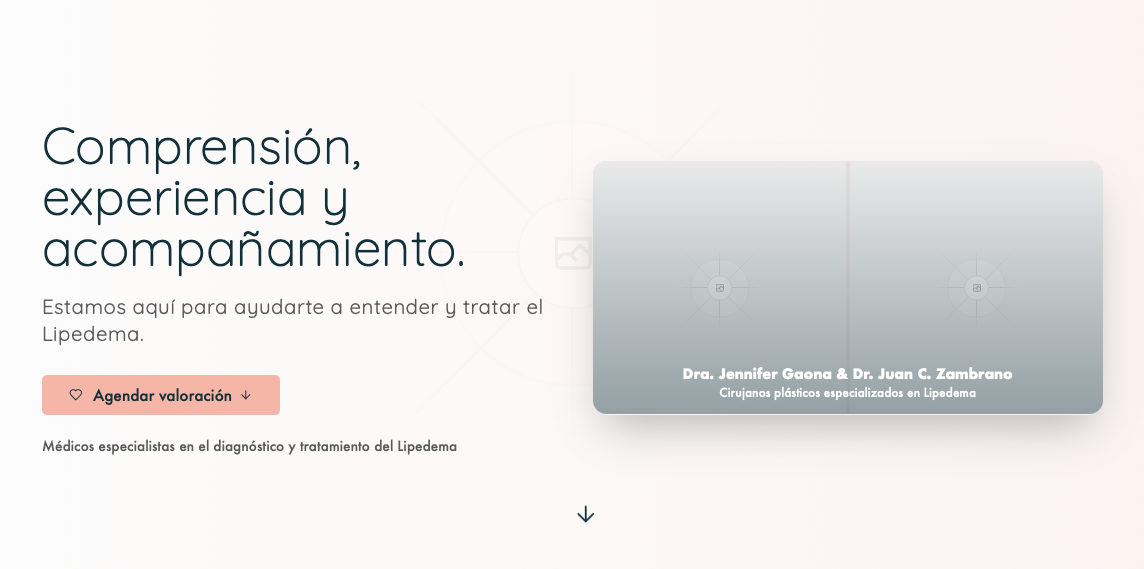 Comprensión,
experiencia y
acompañamiento.
Estamos aquí para ayudarte a entender y tratar el
Lipedema.
Agendar valoración
Médicos especialistas en el diagnóstico y tratamiento del Lipedema
Dra. Jennifer Gaona & Dr. Juan C. Zambrano
Cirujanos plásticos especializados en Lipedema